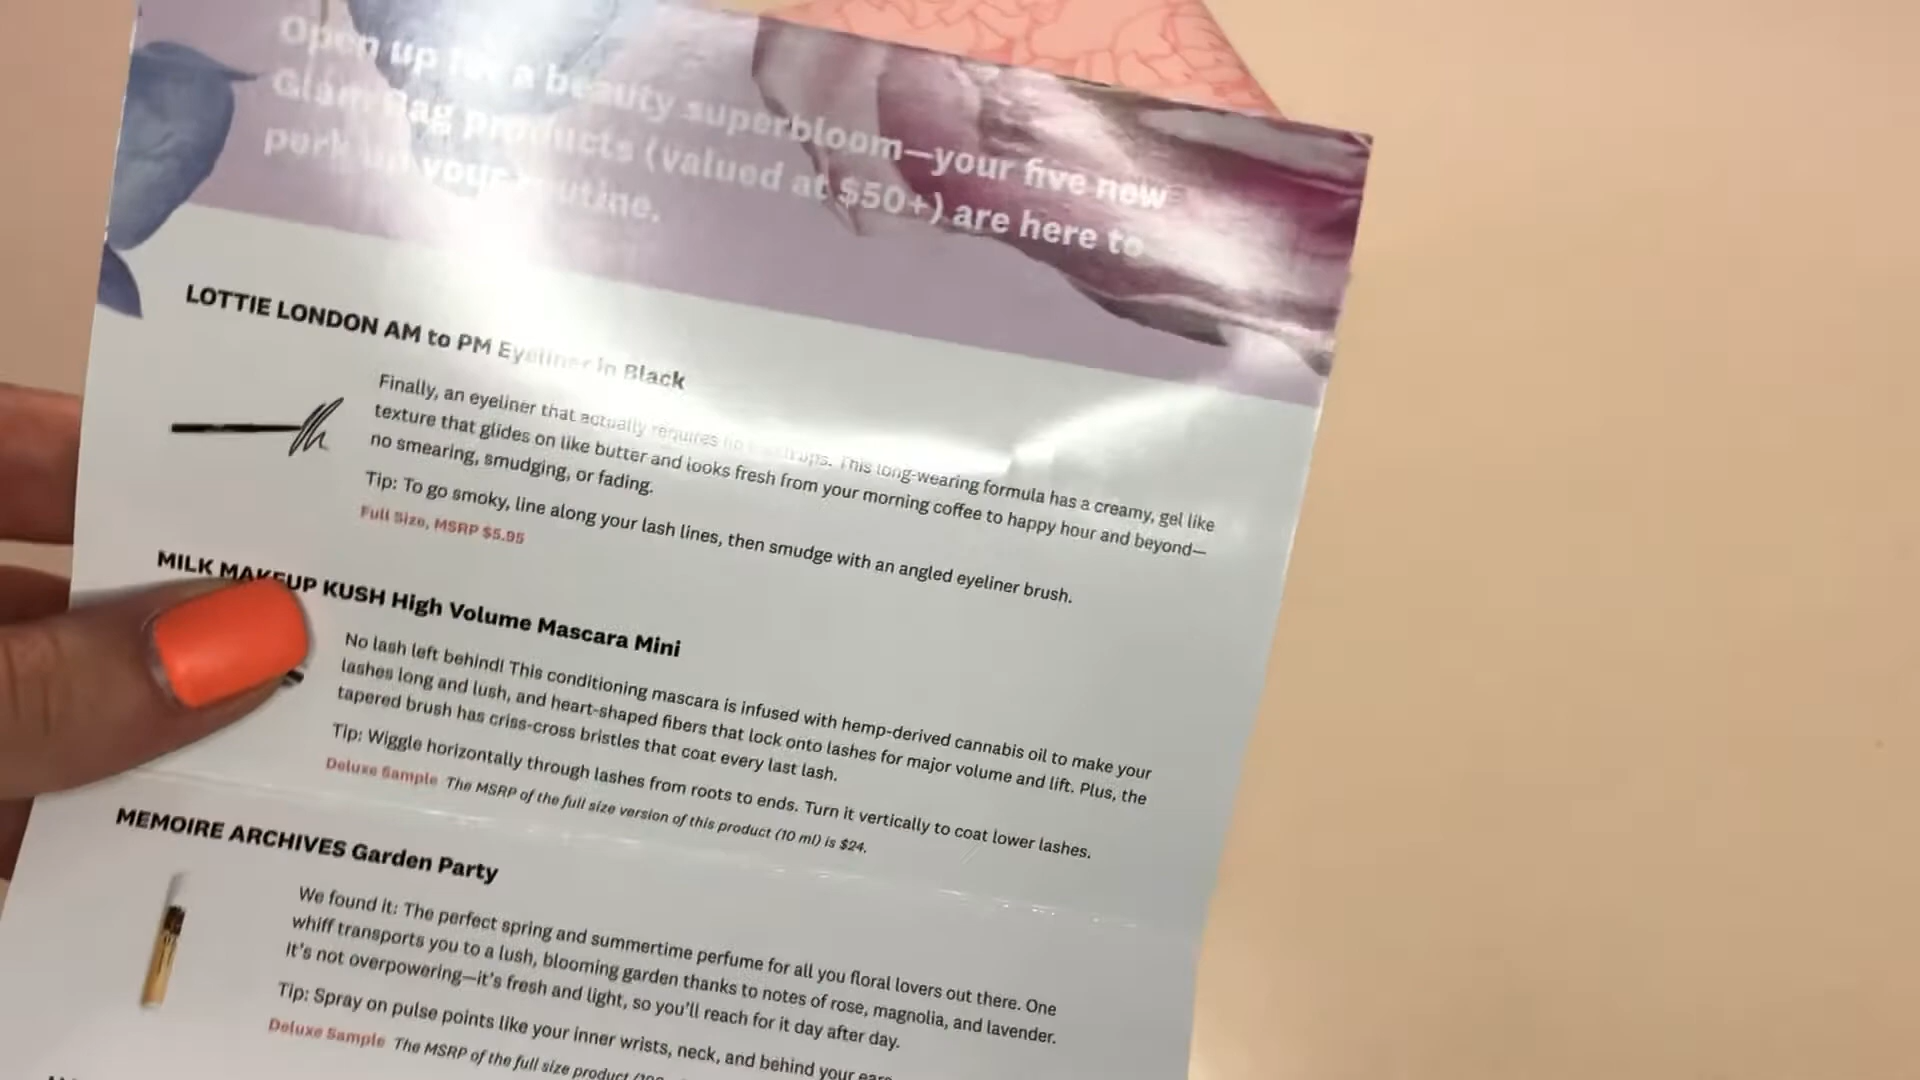 Open up for a beauty superbloom—your five new
Glam Bag products (valued at $50+) are here to
perk up your routine.
LOTTIE LONDON AM to PM Eyeliner in Black
Finally, an eyeliner that actually requires no This long-wearing formula has a creamy, gel like
texture that glides on like butter and looks fresh from your morning coffee to happy hour and beyond—
no smearing, smudging, or fading.
Tip: To go smoky, line along your lash lines, then smudge with an angled eyeliner brush.
Full Size, MSRP $5.95
MILK MAKEUP KUSH High Volume Mascara Mini
No lash left behind! This conditioning mascara is infused with hemp-derived cannabis oil to make your
lashes long and lush, and heart-shaped fibers that lock onto lashes for major volume and lift. Plus, the
tapered brush has criss-cross bristles that coat every last lash.
Tip: Wiggle horizontally through lashes from roots to ends. Turn it vertically to coat lower lashes.
Deluxe Sample The MSRP of the full size version of this product (10 ml) is $24.
MEMOIRE ARCHIVES Garden Party
We found it: The perfect spring and summertime perfume for all you floral lovers out there. One
whiff transports you to a lush, blooming garden thanks to notes of rose, magnolia, and lavender.
It's not overpowering—it's fresh and light, so you'll reach for it day after day.
Tip: Spray on pulse points like your inner wrists, neck, and behind your ears
Deluxe Sample The MSRP of the full size product